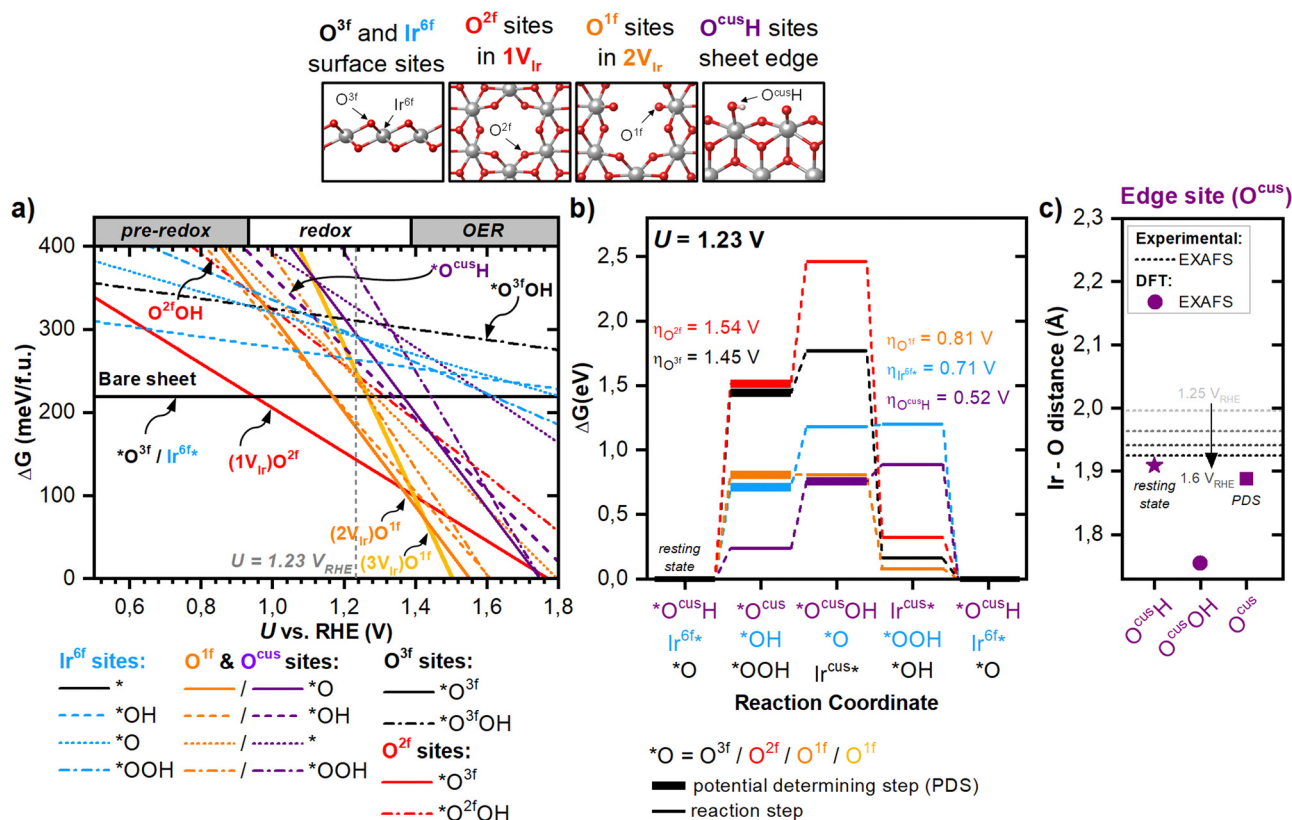 O3f and Ir6f
surface sites
O2f sites
in 1VIr
O1f sites
in 2VIr
OcusH sites
sheet edge
O3f
Ir6f
O2f
O1f
OcusH
a)
pre-redox
redox
OER
ΔG (meV/f.u.)
400
300
200
100
0
O2fOH
*OcusH
*O3fOH
Bare sheet
*O3f / Ir6f*
(1VIr)O2f
(2VIr)O1f
(3VIr)O1f
U = 1.23 VRHE
0,6
0,8
1,0
1,2
1,4
1,6
1,8
U vs. RHE (V)
Ir6f sites:
*
*OH
*O
*OOH
O1f & Ocus sites:
/ *O
/ *OH
/ *
/ *OOH
O3f sites:
*O3f
*O3fOH
O2f sites:
*O3f
*O2fOH
b)
U = 1.23 V
ΔG(eV)
2,5
2,0
1,5
1,0
0,5
0,0
ηO2f = 1.54 V
ηO3f = 1.45 V
ηO1f = 0.81 V
ηIr6f* = 0.71 V
ηOcusH = 0.52 V
resting
state
*OcusH *Ocus *OcusOH Ircus* *OcusH
Ir6f* *OH *O *OOH Ir6f*
*O *OOH Ircus* *OH *O
Reaction Coordinate
*O = O3f / O2f / O1f / O1f
potential determining step (PDS)
reaction step
c)
Edge site (Ocus)
Ir - O distance (Å)
2,3
2,2
2,1
2,0
1,9
1,8
Experimental:
EXAFS
DFT:
EXAFS
1.25 VRHE
1.6 VRHE
resting
state
PDS
OcusH
OcusOH
Ocus